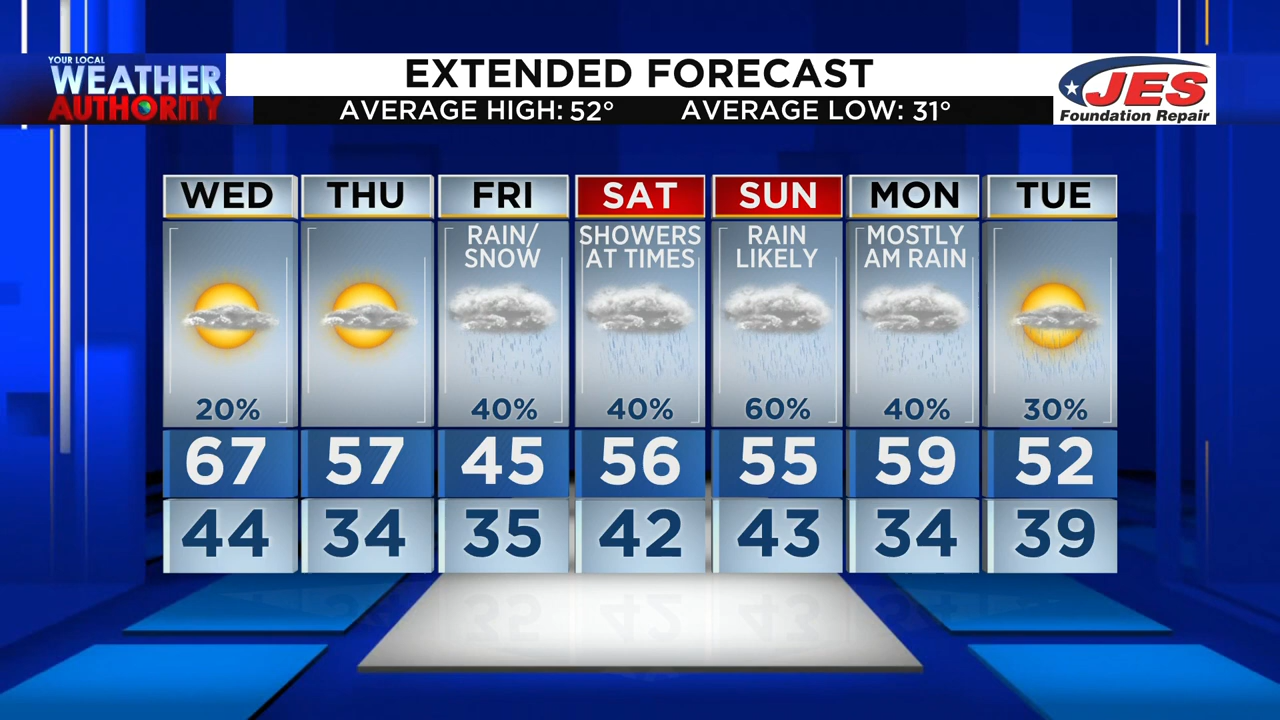 YOUR LOCAL
WEATHER
AUTHORITY
EXTENDED FORECAST
AVERAGE HIGH: 52° AVERAGE LOW: 31°
JES
Foundation Repair
WED THU FRI SAT SUN MON TUE
RAIN/ SHOWERS RAIN MOSTLY
SNOW AT TIMES LIKELY AM RAIN
20% 40% 40% 60% 40% 30%
67 57 45 56 55 59 52
44 34 35 42 43 34 39